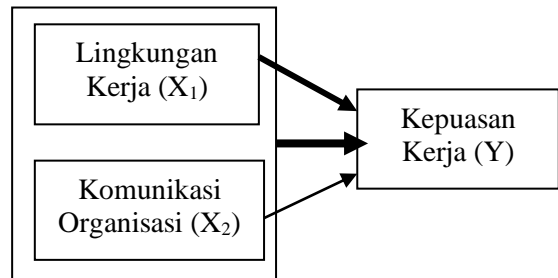 Lingkungan
Kerja (X₁)
Kepuasan
Kerja (Y)
Komunikasi
Organisasi (X₂)